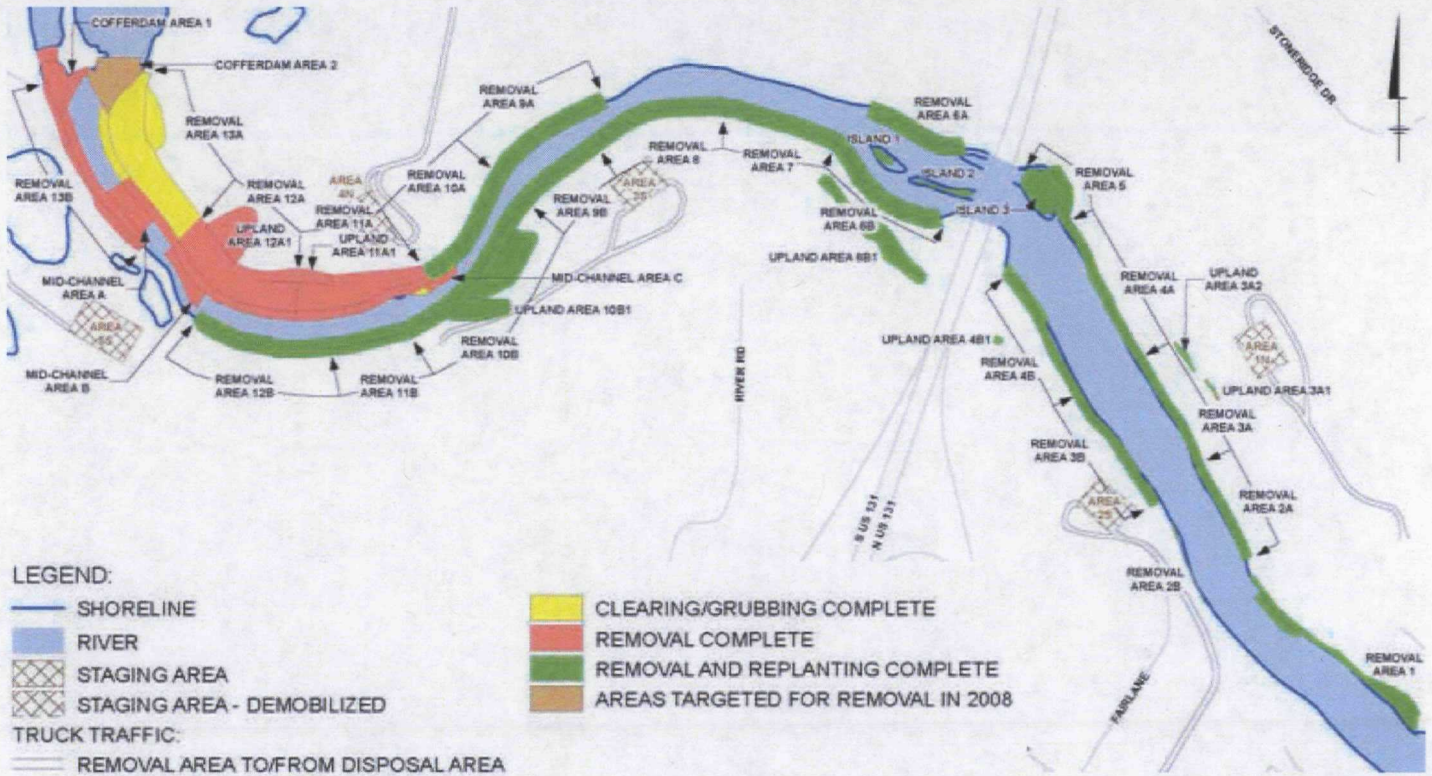 COFFERDAM AREA 1
COFFERDAM AREA 2
REMOVAL
AREA 13A
REMOVAL
AREA 13B
REMOVAL
AREA 12A
UPLAND
AREA 12A1
REMOVAL
AREA 11A
UPLAND
AREA 11A1
AREA
4N
REMOVAL
AREA 10A
REMOVAL
AREA 9A
MID-CHANNEL
AREA A
AREA
MID-CHANNEL
AREA B
REMOVAL
AREA 12B
REMOVAL
AREA 11B
REMOVAL
AREA 10B
UPLAND AREA 10B1
MID-CHANNEL AREA C
REMOVAL
AREA 9B
AREA
REMOVAL
AREA 8
REMOVAL
AREA 7
REMOVAL
AREA 6A
ISLAND 1
ISLAND 2
ISLAND 3
REMOVAL
AREA 6B
UPLAND AREA 6B1
REMOVAL
AREA 5
STONERIDGE DR
REMOVAL
AREA 4A
UPLAND
AREA 3A2
AREA
1N
UPLAND AREA 3A1
REMOVAL
AREA 3A
UPLAND AREA 4B1
REMOVAL
AREA 4B
REMOVAL
AREA 3B
AREA
2S
REMOVAL
AREA 2A
REMOVAL
AREA 2B
REMOVAL
AREA 1
RIVER RD
S US 131
N US 131
FAIRLANE
LEGEND:
SHORELINE
RIVER
STAGING AREA
STAGING AREA - DEMOBILIZED
TRUCK TRAFFIC:
REMOVAL AREA TO/FROM DISPOSAL AREA
CLEARING/GRUBBING COMPLETE
REMOVAL COMPLETE
REMOVAL AND REPLANTING COMPLETE
AREAS TARGETED FOR REMOVAL IN 2008